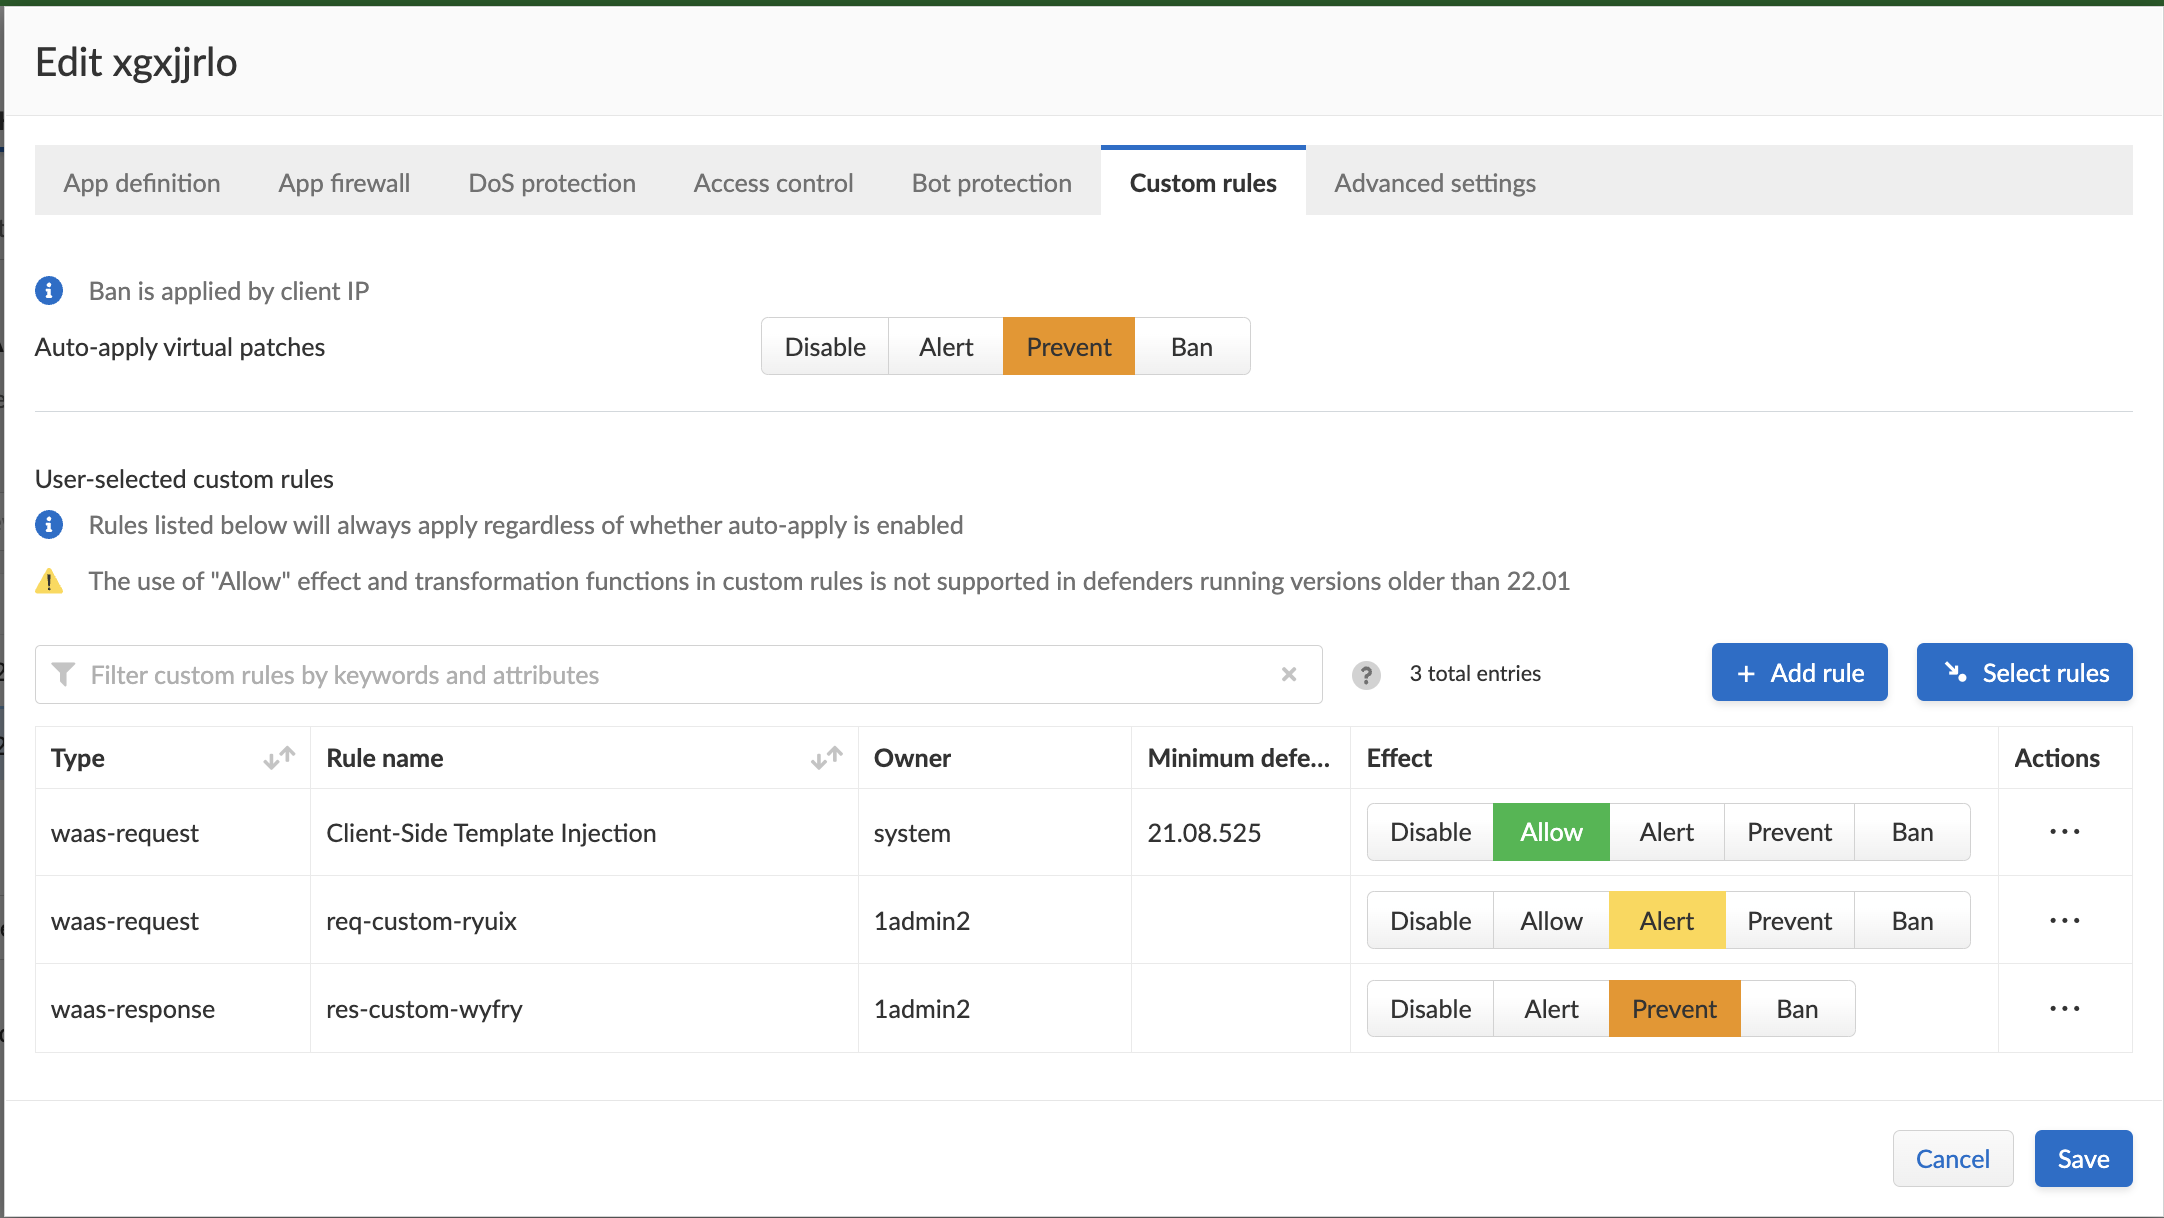 Edit xgxjjrlo
App definition App firewall DoS protection Access control Bot protection Custom rules Advanced settings
Ban is applied by client IP
Auto-apply virtual patches Disable Alert Prevent Ban
User-selected custom rules
Rules listed below will always apply regardless of whether auto-apply is enabled
The use of "Allow" effect and transformation functions in custom rules is not supported in defenders running versions older than 22.01
Filter custom rules by keywords and attributes 3 total entries + Add rule Select rules
Type Rule name Owner Minimum defe... Effect Actions
waas-request Client-Side Template Injection system 21.08.525 Disable Allow Alert Prevent Ban
waas-request req-custom-ryuix 1admin2 Disable Allow Alert Prevent Ban
waas-response res-custom-wyfry 1admin2 Disable Alert Prevent Ban
Cancel Save